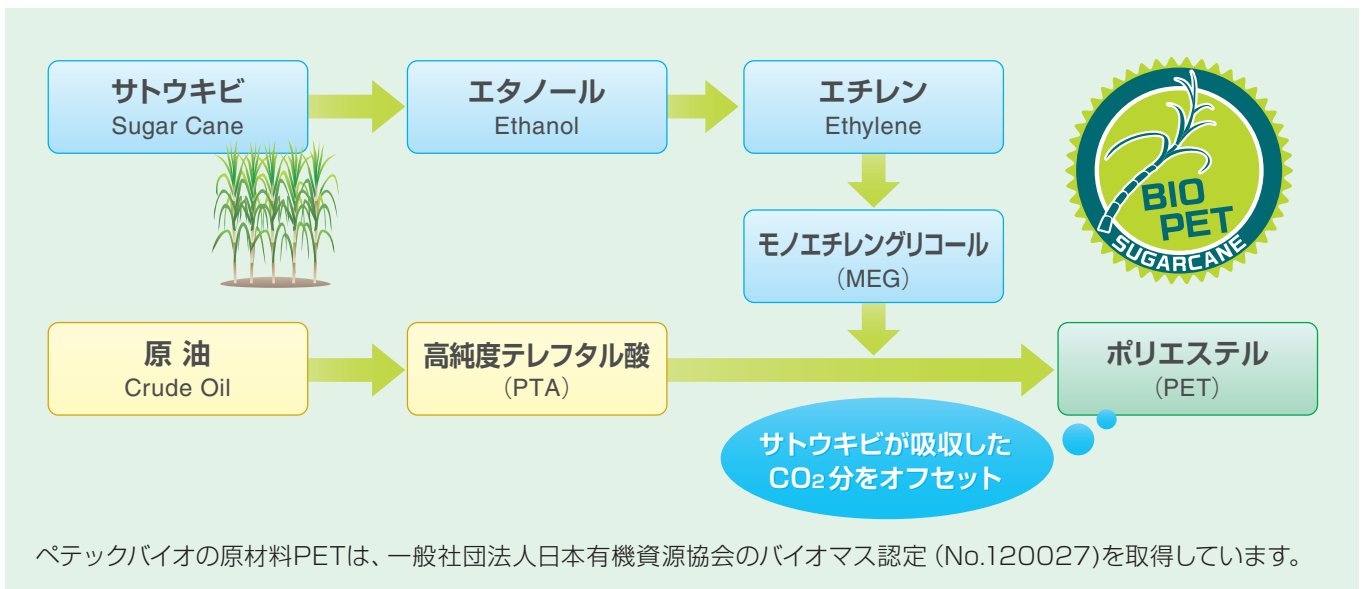 サトウキビ
Sugar Cane
エタノール
Ethanol
エチレン
Ethylene
BIO
PET
SUGARCANE
モノエチレングリコール
(MEG)
原 油
Crude Oil
高純度テレフタル酸
(PTA)
ポリエステル
(PET)
サトウキビが吸収した
CO₂分をオフセット
ペテックバイオの原材料PETは、一般社団法人日本有機資源協会のバイオマス認定 (No.120027)を取得しています。